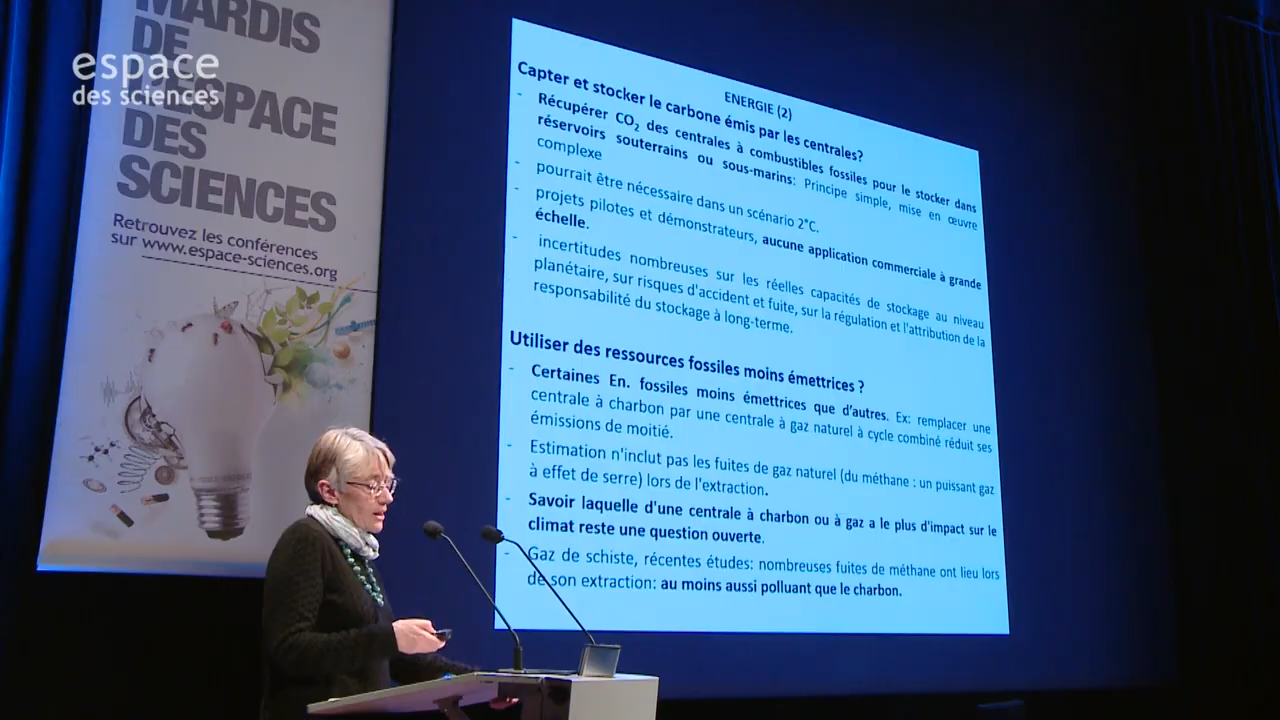 MARDIS
DE
L'ESPACE
DES
SCIENCES
Retrouvez les conférences
sur www.espace-sciences.org
espace
des sciences
ENERGIE (2)
Capter et stocker le carbone émis par les centrales?
- Récupérer CO₂ des centrales à combustibles fossiles pour le stocker dans
réservoirs souterrains ou sous-marins: Principe simple, mise en œuvre
complexe
- pourrait être nécessaire dans un scénario 2°C.
- projets pilotes et démonstrateurs, aucune application commerciale à grande
échelle.
- incertitudes nombreuses sur les réelles capacités de stockage au niveau
planétaire, sur risques d'accident et fuite, sur la régulation et l'attribution de la
responsabilité du stockage à long-terme.
Utiliser des ressources fossiles moins émettrices ?
- Certaines En. fossiles moins émettrices que d'autres. Ex: remplacer une
centrale à charbon par une centrale à gaz naturel à cycle combiné réduit ses
émissions de moitié.
- Estimation n'inclut pas les fuites de gaz naturel (du méthane : un puissant gaz
à effet de serre) lors de l'extraction.
- Savoir laquelle d'une centrale à charbon ou à gaz a le plus d'impact sur le
climat reste une question ouverte.
- Gaz de schiste, récentes études: nombreuses fuites de méthane ont lieu lors
de son extraction: au moins aussi polluant que le charbon.